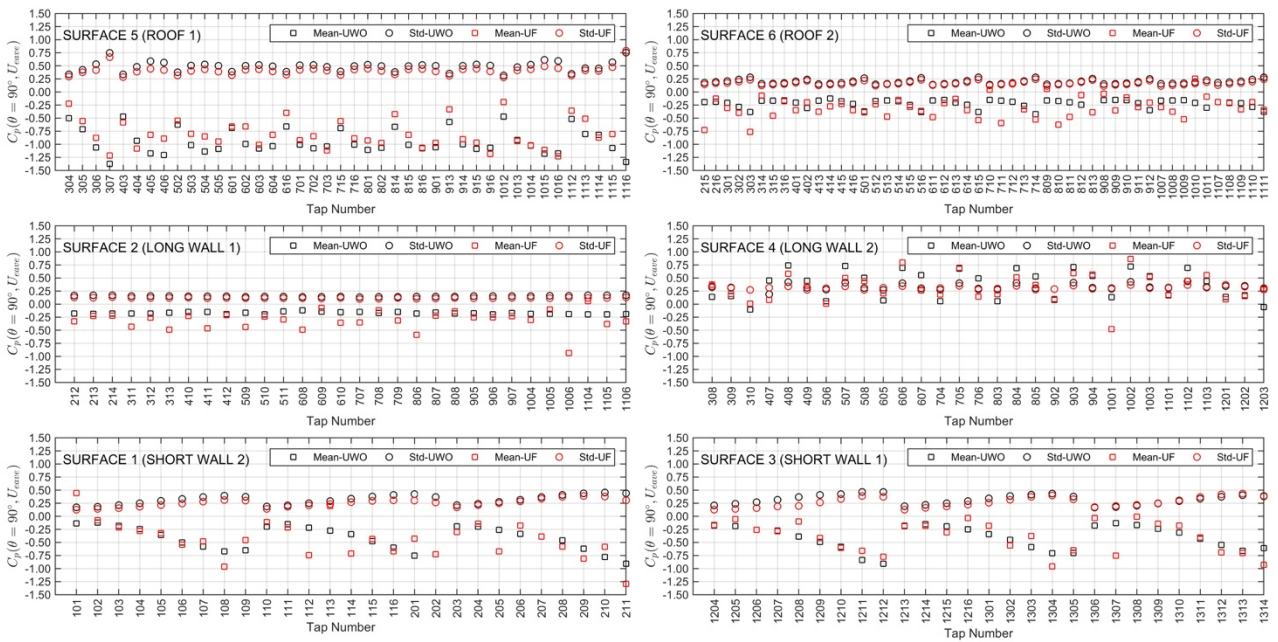 SURFACE 5 (ROOF 1)
Mean-UWO Std-UWO Mean-UF Std-UF
1.50
1.25
1.00
0.75
0.50
0.25
0.00
-0.25
-0.50
-0.75
-1.00
-1.25
-1.50
C_p(θ = 90°, U_eave)
304 305 306 307 403 404 405 406 502 503 504 505 601 602 603 604 616 701 702 703 715 716 801 802 814 815 816 901 913 914 915 916 1012 1013 1014 1015 1016 1112 1113 1114 1115 1116
Tap Number
SURFACE 6 (ROOF 2)
Mean-UWO Std-UWO Mean-UF Std-UF
1.50
1.25
1.00
0.75
0.50
0.25
0.00
-0.25
-0.50
-0.75
-1.00
-1.25
-1.50
C_p(θ = 90°, U_eave)
215 216 301 302 303 314 315 316 401 402 413 414 415 416 501 512 513 514 515 516 611 612 613 614 615 710 711 712 713 714 809 810 811 812 813 908 909 910 911 912 1007 1008 1009 1010 1011 1107 1108 1109 1110 1111
Tap Number
SURFACE 2 (LONG WALL 1)
Mean-UWO Std-UWO Mean-UF Std-UF
1.50
1.25
1.00
0.75
0.50
0.25
0.00
-0.25
-0.50
-0.75
-1.00
-1.25
-1.50
C_p(θ = 90°, U_eave)
212 213 214 311 312 313 410 411 412 509 510 511 608 609 610 707 708 709 806 807 808 905 906 907 1004 1005 1006 1104 1105 1106
Tap Number
SURFACE 4 (LONG WALL 2)
Mean-UWO Std-UWO Mean-UF Std-UF
1.50
1.25
1.00
0.75
0.50
0.25
0.00
-0.25
-0.50
-0.75
-1.00
-1.25
-1.50
C_p(θ = 90°, U_eave)
308 309 310 407 408 409 506 507 508 605 606 607 704 705 706 803 804 805 902 903 904 1001 1002 1003 1101 1102 1103 1201 1202 1203
Tap Number
SURFACE 1 (SHORT WALL 2)
Mean-UWO Std-UWO Mean-UF Std-UF
1.50
1.25
1.00
0.75
0.50
0.25
0.00
-0.25
-0.50
-0.75
-1.00
-1.25
-1.50
C_p(θ = 90°, U_eave)
101 102 103 104 105 106 107 108 109 110 111 112 113 114 115 116 201 202 203 204 205 206 207 208 209 210 211
Tap Number
SURFACE 3 (SHORT WALL 1)
Mean-UWO Std-UWO Mean-UF Std-UF
1.50
1.25
1.00
0.75
0.50
0.25
0.00
-0.25
-0.50
-0.75
-1.00
-1.25
-1.50
C_p(θ = 90°, U_eave)
1204 1205 1206 1207 1208 1209 1210 1211 1212 1213 1214 1215 1216 1301 1302 1303 1304 1305 1306 1307 1308 1309 1310 1311 1312 1313 1314
Tap Number